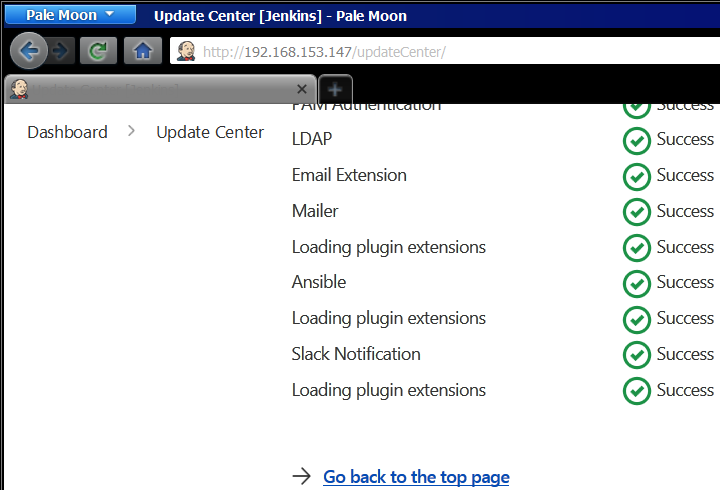 Pale Moon
Update Center [Jenkins] - Pale Moon
http://192.168.153.147/updateCenter/
Dashboard > Update Center
PAM Authentication Success
LDAP Success
Email Extension Success
Mailer Success
Loading plugin extensions Success
Ansible Success
Loading plugin extensions Success
Slack Notification Success
Loading plugin extensions Success
→ Go back to the top page